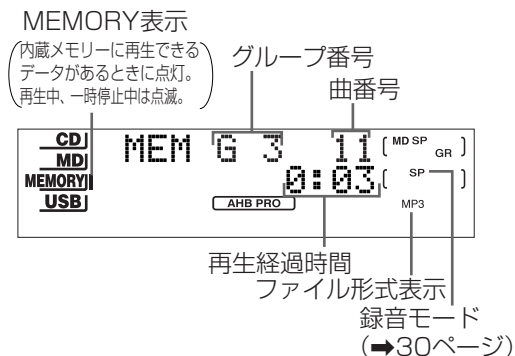 MEMORY表示
(内蔵メモリーに再生できる
データがあるときに点灯。
再生中、一時停止中は点滅。)
グループ番号
曲番号
CD
MD
MEMORY
USB
MEM G 3 11
0:03
AHB PRO
[MD SP GR]
[SP]
MP3
再生経過時間
ファイル形式表示
録音モード
(➡30ページ)